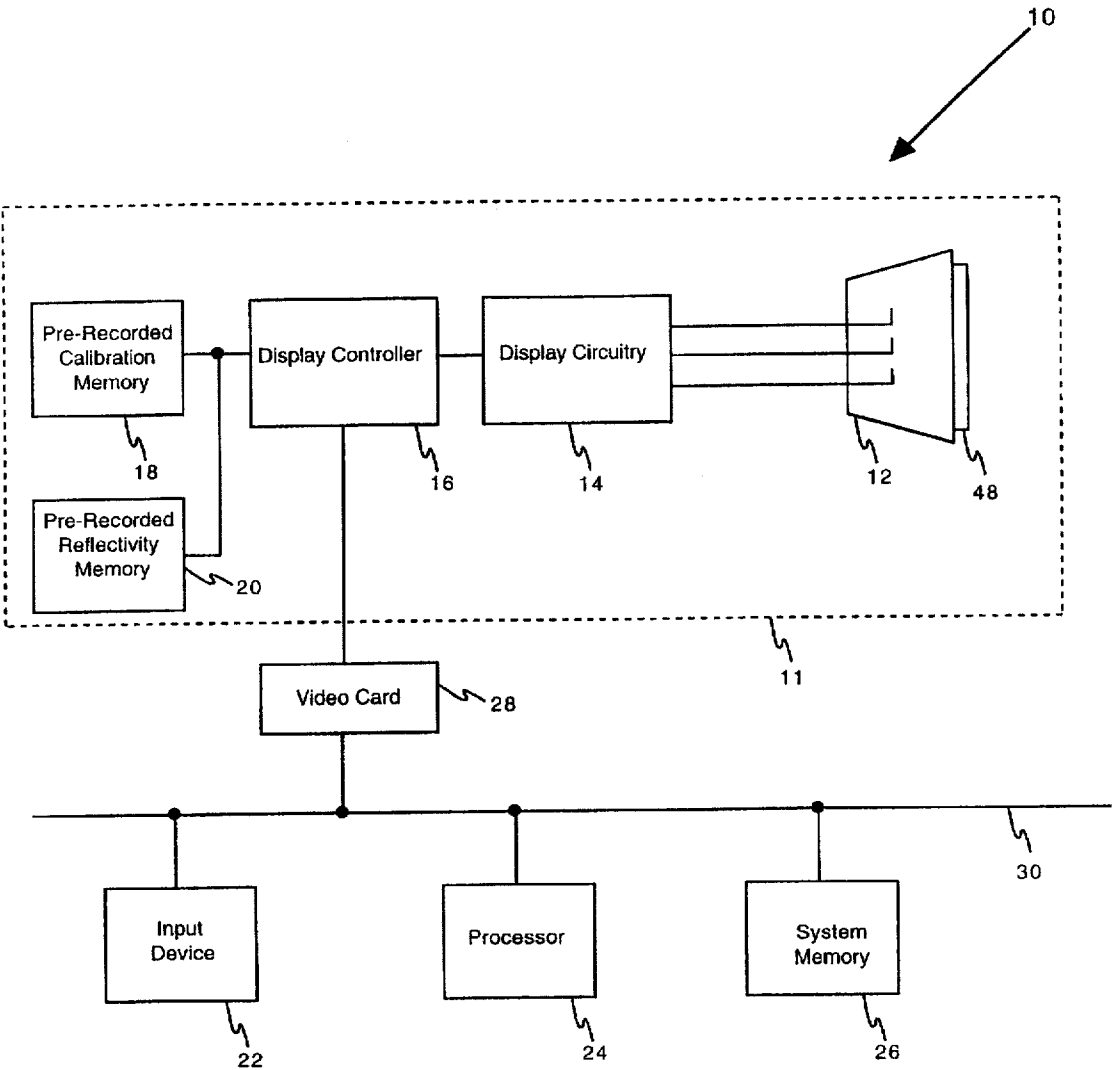 10
Pre-Recorded
Calibration
Memory
Display Controller
Display Circuitry
18
16
14
12
48
Pre-Recorded
Reflectivity
Memory
20
11
Video Card
28
30
Input
Device
Processor
System
Memory
22
24
26